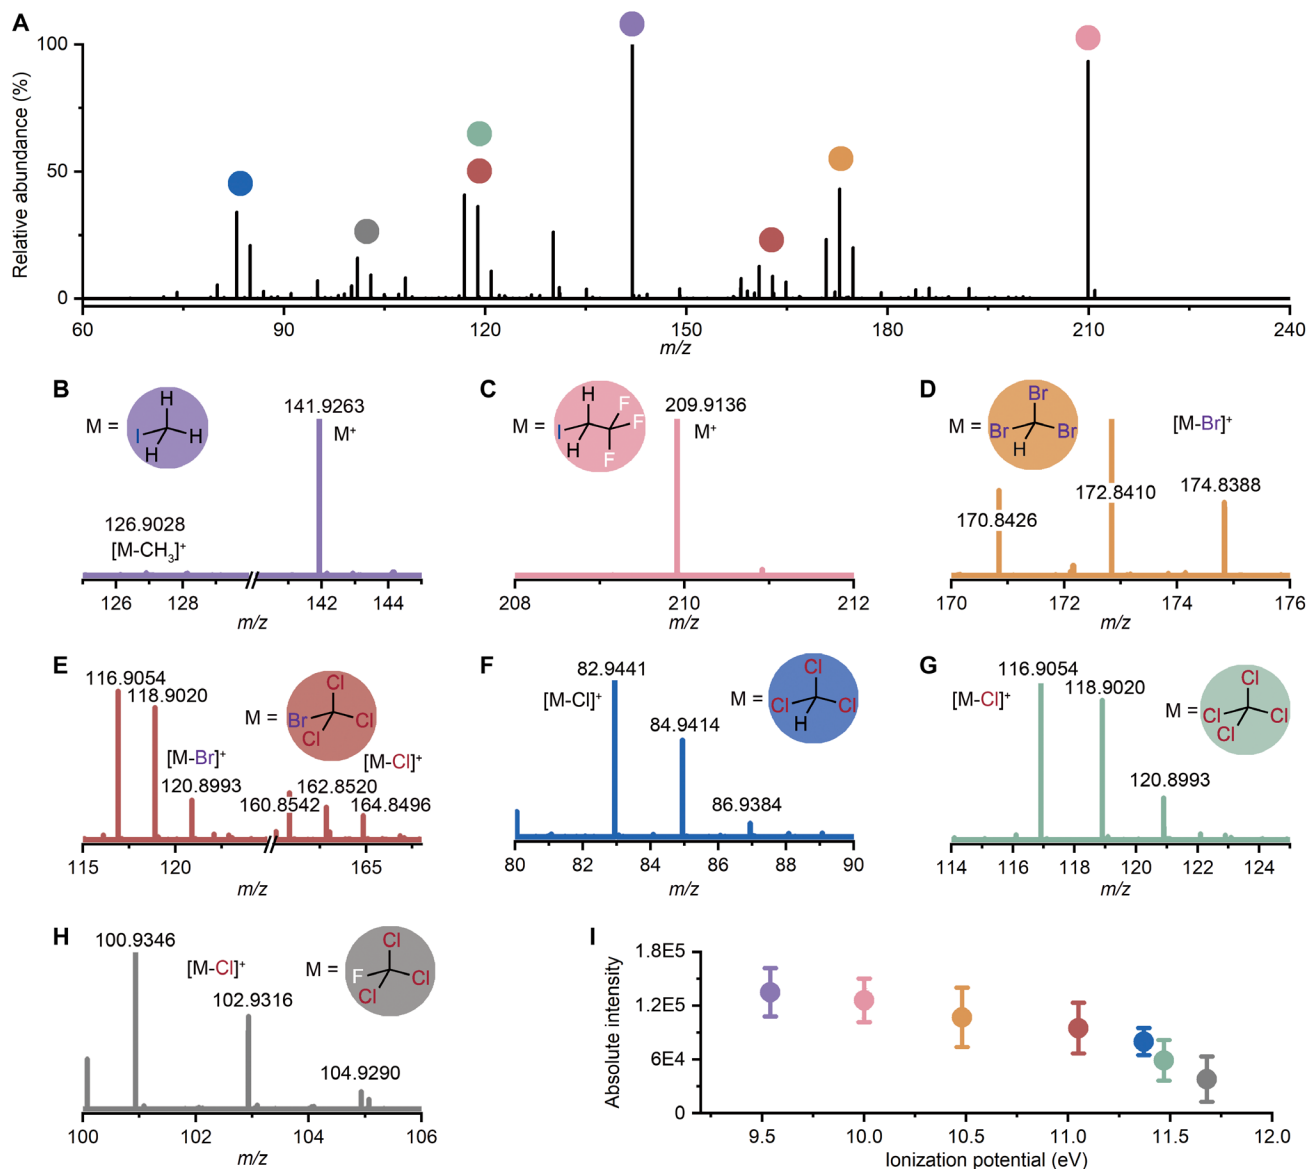 A
Relative abundance (%)
100
50
0
60 90 120 150 180 210 240
m/z
B
M =
H
I
H
H
141.9263
M⁺
126.9028
[M-CH₃]⁺
126 128 142 144
m/z
C
M =
H
F
I
F
H
F
209.9136
M⁺
208 210 212
m/z
D
M =
Br
Br
Br
H
[M-Br]⁺
170.8426
172.8410
174.8388
170 172 174 176
m/z
E
116.9054
118.9020
[M-Br]⁺
120.8993
M =
Cl
Br
Cl
Cl
[M-Cl]⁺
160.8542
162.8520
164.8496
115 120 165
m/z
F
82.9441
[M-Cl]⁺
84.9414
86.9384
M =
Cl
Cl
Cl
H
80 82 84 86 88 90
m/z
G
116.9054
[M-Cl]⁺
118.9020
120.8993
M =
Cl
Cl
Cl
Cl
114 116 118 120 122 124
m/z
H
100.9346
[M-Cl]⁺
102.9316
104.9290
M =
Cl
F
Cl
Cl
100 102 104 106
m/z
I
Absolute intensity
1.8E5
1.2E5
6E4
0
9.5 10.0 10.5 11.0 11.5 12.0
Ionization potential (eV)